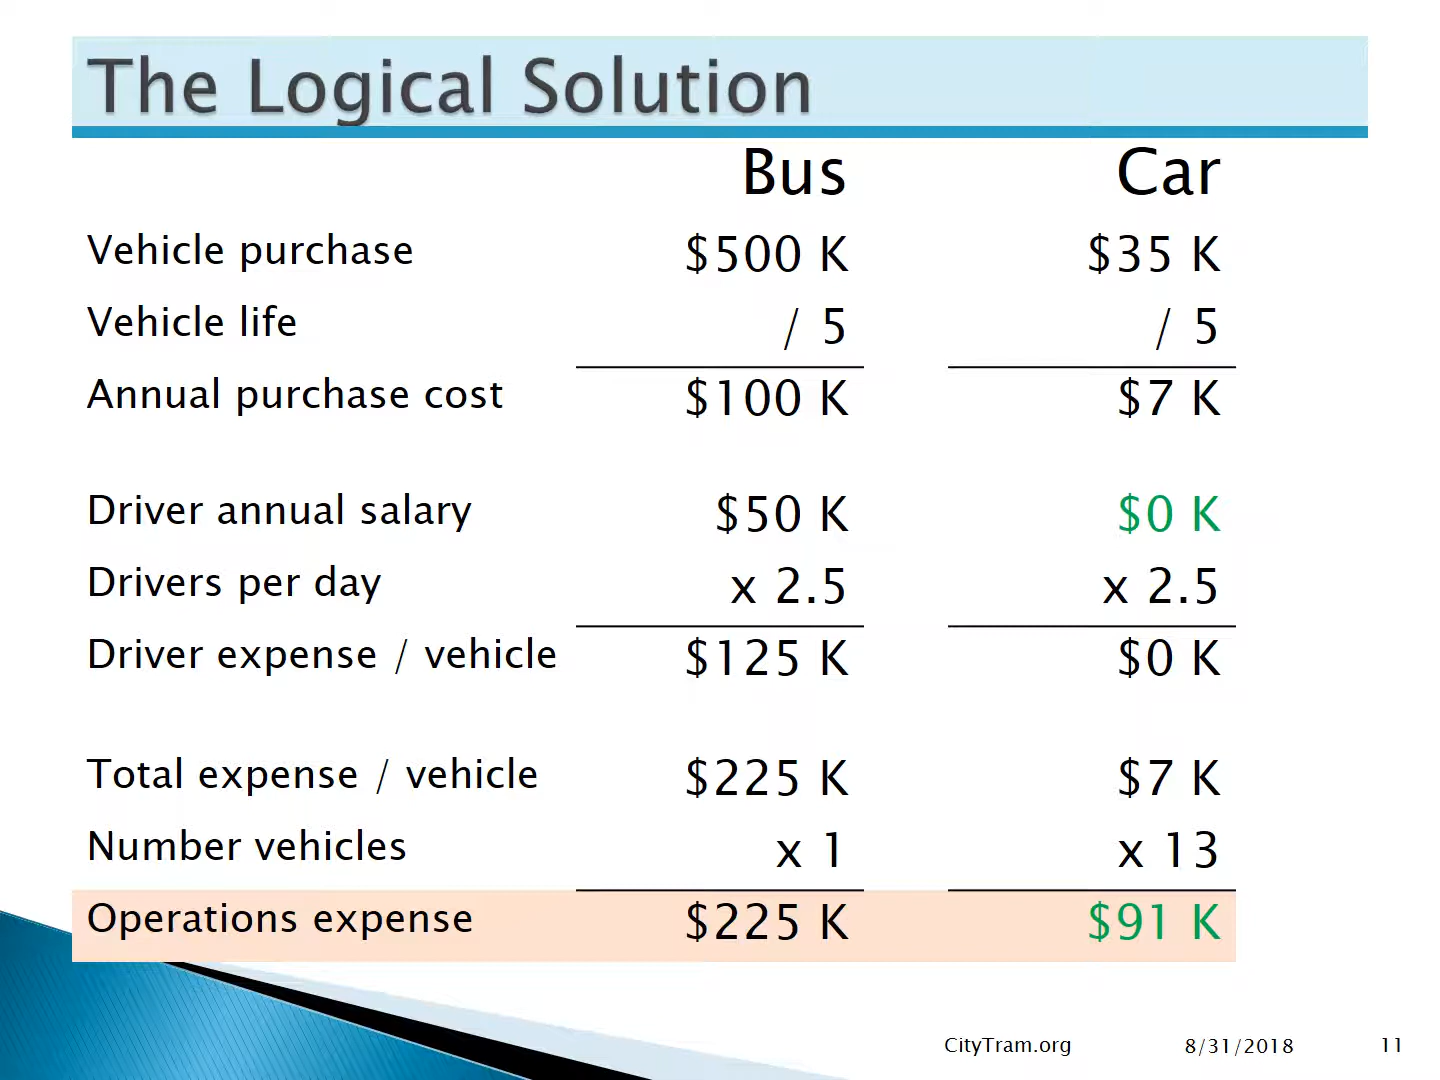 The Logical Solution
Bus Car
Vehicle purchase $500 K $35 K
Vehicle life / 5 / 5
Annual purchase cost $100 K $7 K
Driver annual salary $50 K $0 K
Drivers per day x 2.5 x 2.5
Driver expense / vehicle $125 K $0 K
Total expense / vehicle $225 K $7 K
Number vehicles x 1 x 13
Operations expense $225 K $91 K
CityTram.org 8/31/2018 11